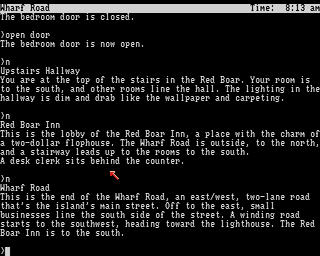 Wharf Road Time: 8:13 am
The bedroom door is closed.
>open door
The bedroom door is now open.
>n
Upstairs Hallway
You are at the top of the stairs in the Red Boar. Your room is
to the south, and other rooms line the hall. The lighting in the
hallway is dim and drab like the wallpaper and carpeting.
>n
Red Boar Inn
This is the lobby of the Red Boar Inn, a place with the charm of
a two-dollar flophouse. The Wharf Road is outside, to the north,
and a stairway leads up to the rooms to the south.
A desk clerk sits behind the counter.
>n
Wharf Road
This is the end of the Wharf Road, an east/west, two-lane road
that's the island's main street. Off to the east, small
businesses line the south side of the street. A winding road
starts to the southwest, heading toward the lighthouse. The Red
Boar Inn is to the south.
>